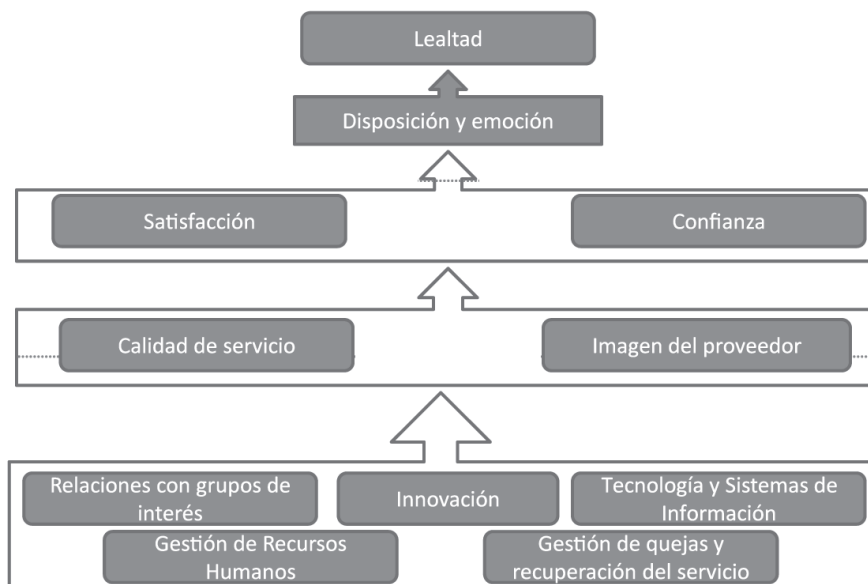 Lealtad
Disposición y emoción
Satisfacción
Confianza
Calidad de servicio
Imagen del proveedor
Relaciones con grupos de
interés
Innovación
Tecnología y Sistemas de
Información
Gestión de Recursos
Humanos
Gestión de quejas y
recuperación del servicio